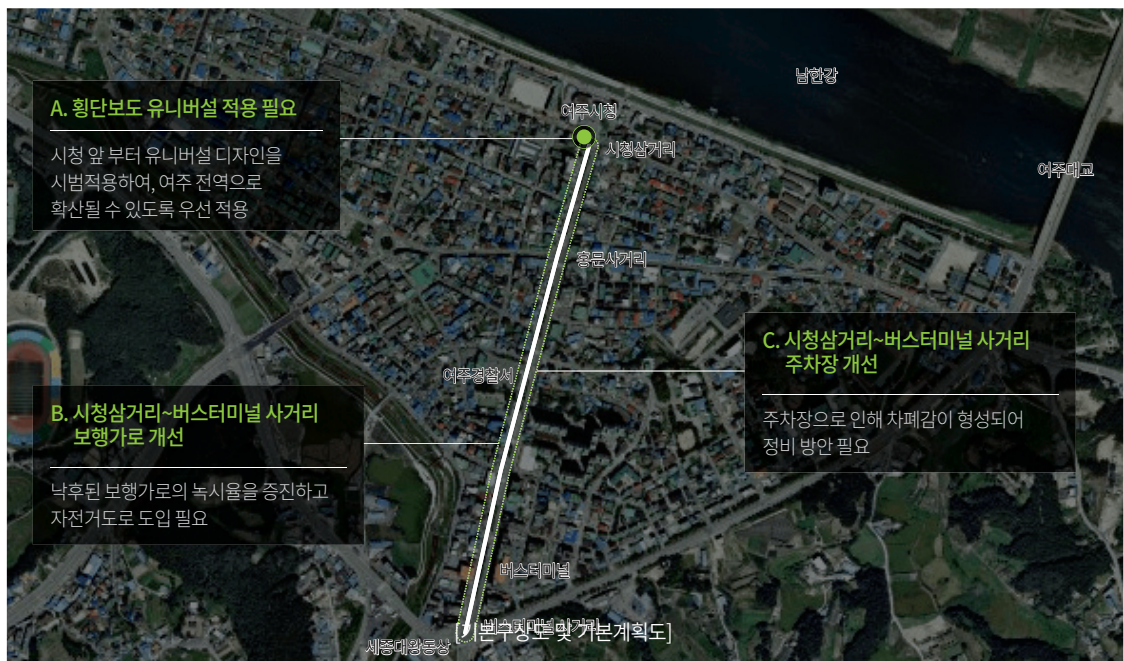 남한강
A. 횡단보도 유니버설 적용 필요
여주시청
시청 앞 부터 유니버설 디자인을
시범적용하여, 여주 전역으로
확산될 수 있도록 우선 적용
시청삼거리
여주대교
홍문사거리
C. 시청삼거리~버스터미널 사거리
주차장 개선
주차장으로 인해 차폐감이 형성되어
정비 방안 필요
여주경찰서
B. 시청삼거리~버스터미널 사거리
보행가로 개선
낙후된 보행가로의 녹시율을 증진하고
자전거도로 도입 필요
버스터미널
버스터미널사거리
[기본구상도 및 기본계획도]
세종대왕동상